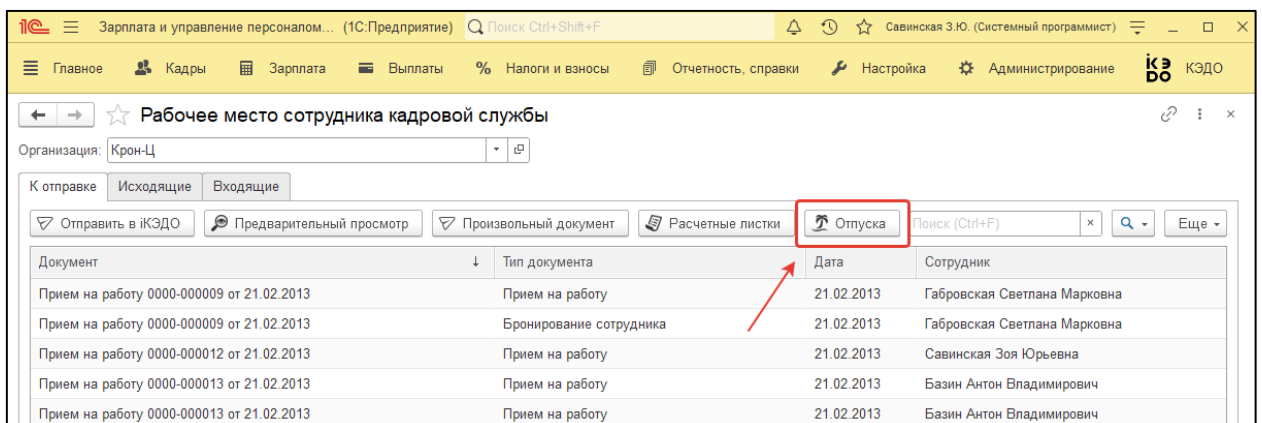 1С Зарплата и управление персоналом... (1С:Предприятие) Поиск Ctrl+Shift+F Савинская З.Ю. (Системный программист)
Главное Кадры Зарплата Выплаты % Налоги и взносы Отчетность, справки Настройка Администрирование iКЭДО КЭДО
Рабочее место сотрудника кадровой службы
Организация: Крон-Ц
К отправке Исходящие Входящие
Отправить в iКЭДО Предварительный просмотр Произвольный документ Расчетные листки Отпуска Поиск (Ctrl+F) × Еще
Документ ↓ Тип документа Дата Сотрудник
Прием на работу 0000-000009 от 21.02.2013 Прием на работу 21.02.2013 Габровская Светлана Марковна
Прием на работу 0000-000009 от 21.02.2013 Бронирование сотрудника 21.02.2013 Габровская Светлана Марковна
Прием на работу 0000-000012 от 21.02.2013 Прием на работу 21.02.2013 Савинская Зоя Юрьевна
Прием на работу 0000-000013 от 21.02.2013 Прием на работу 21.02.2013 Базин Антон Владимирович
Прием на работу 0000-000013 от 21.02.2013 Прием на работу 21.02.2013 Базин Антон Владимирович